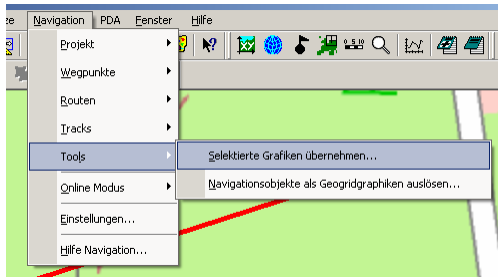 ze Navigation PDA Fenster Hilfe
Projekt
Wegpunkte
Routen
Tracks
Tools
Selektierte Grafiken übernehmen...
Online Modus
Navigationsobjekte als Geogridgraphiken auslösen...
Einstellungen...
Hilfe Navigation...